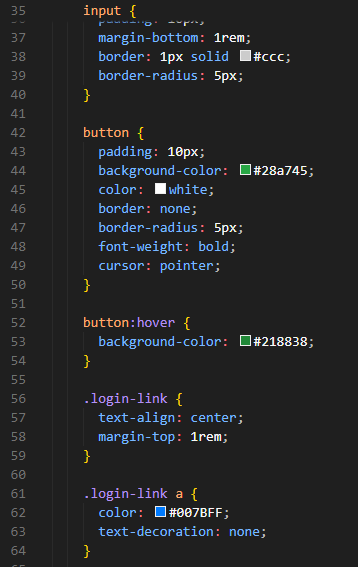 35 input {
36 padding: 10px;
37 margin-bottom: 1rem;
38 border: 1px solid #ccc;
39 border-radius: 5px;
40 }
41
42 button {
43 padding: 10px;
44 background-color: #28a745;
45 color: white;
46 border: none;
47 border-radius: 5px;
48 font-weight: bold;
49 cursor: pointer;
50 }
51
52 button:hover {
53 background-color: #218838;
54 }
55
56 .login-link {
57 text-align: center;
58 margin-top: 1rem;
59 }
60
61 .login-link a {
62 color: #007BFF;
63 text-decoration: none;
64 }